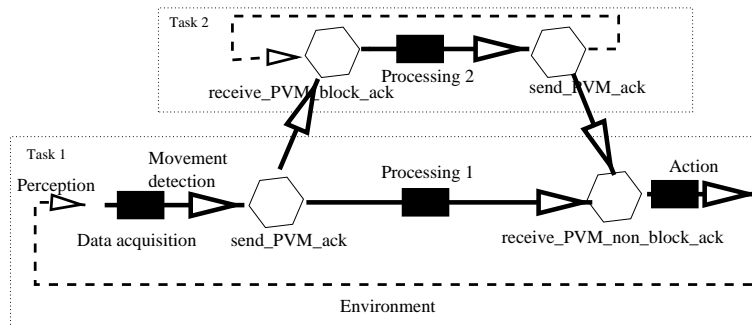 Task 2
Processing 2
receive_PVM_block_ack
send_PVM_ack
Task 1
Movement
detection
Processing 1
Action
Perception
Data acquisition
send_PVM_ack
receive_PVM_non_block_ack
Environment